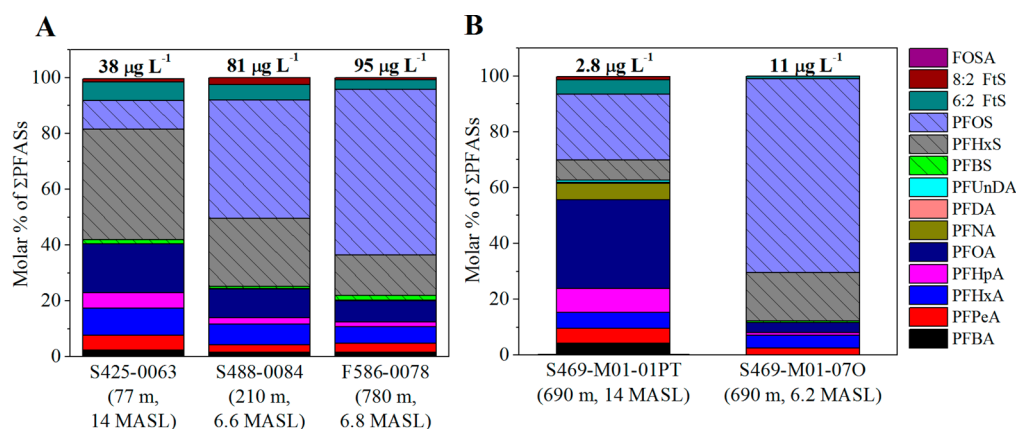 A
38 µg L⁻¹
81 µg L⁻¹
95 µg L⁻¹
Molar % of ΣPFASs
100
80
60
40
20
0
S425-0063
(77 m,
14 MASL)
S488-0084
(210 m,
6.6 MASL)
F586-0078
(780 m,
6.8 MASL)
B
2.8 µg L⁻¹
11 µg L⁻¹
Molar % of ΣPFASs
100
80
60
40
20
0
S469-M01-01PT
(690 m, 14 MASL)
S469-M01-07O
(690 m, 6.2 MASL)
FOSA
8:2 FtS
6:2 FtS
PFOS
PFHxS
PFBS
PFUnDA
PFDA
PFNA
PFOA
PFHpA
PFHxA
PFPeA
PFBA